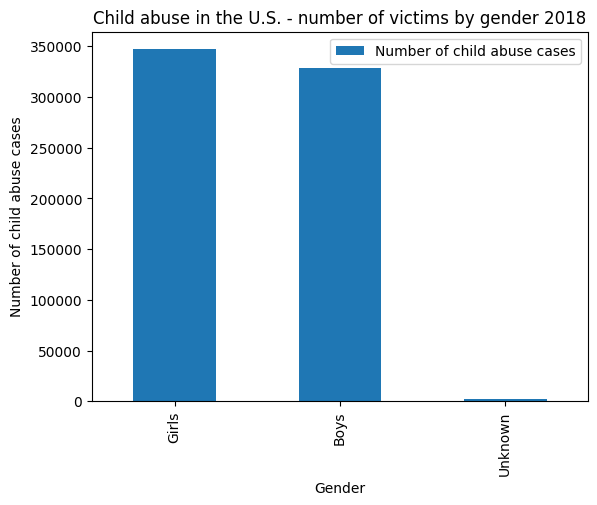 Child abuse in the U.S. - number of victims by gender 2018
Number of child abuse cases
350000
300000
250000
200000
150000
100000
50000
0
Number of child abuse cases
Girls
Boys
Unknown
Gender